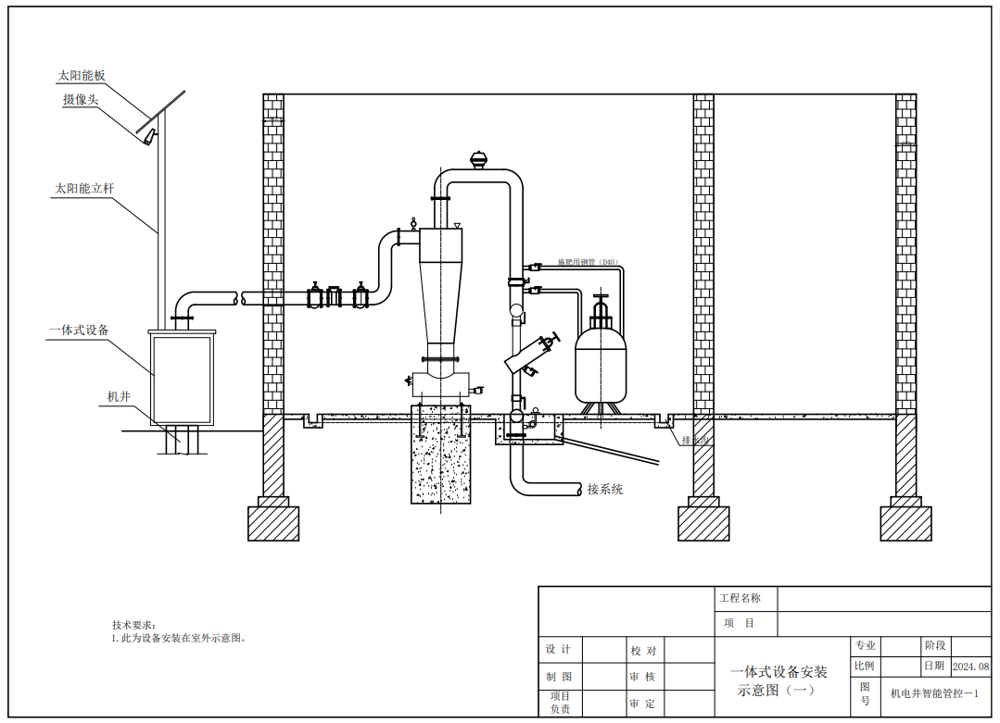 太阳能板
摄像头
太阳能立杆
一体式设备
机井
施肥用钢管（D40）
排水沟
接系统
技术要求：
1.此为设备安装在室外示意图。
工程名称
项 目
设 计
校 对
制 图
审 核
项目
负责
审 定
一体式设备安装
示意图（一）
专业
阶段
比例
日期
2024.08
图
号
机电井智能管控－1